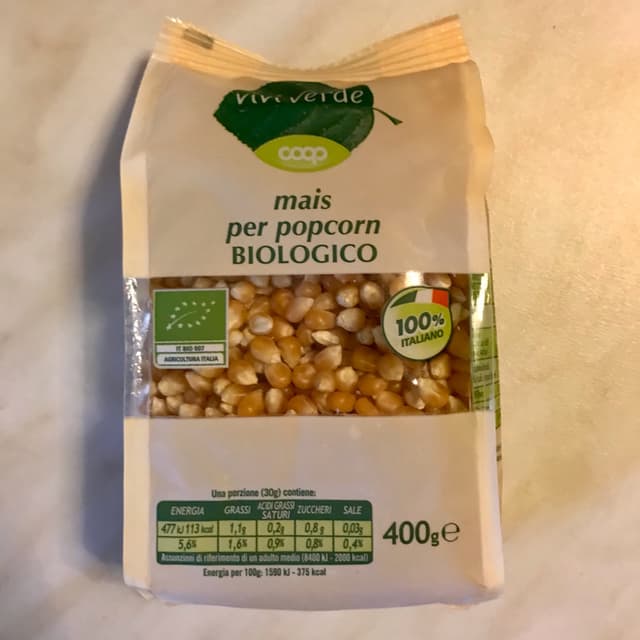 vivi verde
coop
mais
per popcorn
BIOLOGICO
IT BIO 007
AGRICOLTURA ITALIA
100%
ITALIANO
Una porzione (30g) contiene:
ENERGIA GRASSI ACIDI GRASSI SATURI ZUCCHERI SALE
477 kJ 113 kcal 1,1g 0,2g 0,8g 0,03g
5,6% 1,6% 0,9% 0,8% 0,4%
Assunzioni di riferimento di un adulto medio (8400 kJ - 2000 kcal)
Energia per 100g: 1590 kJ - 375 kcal
400g e